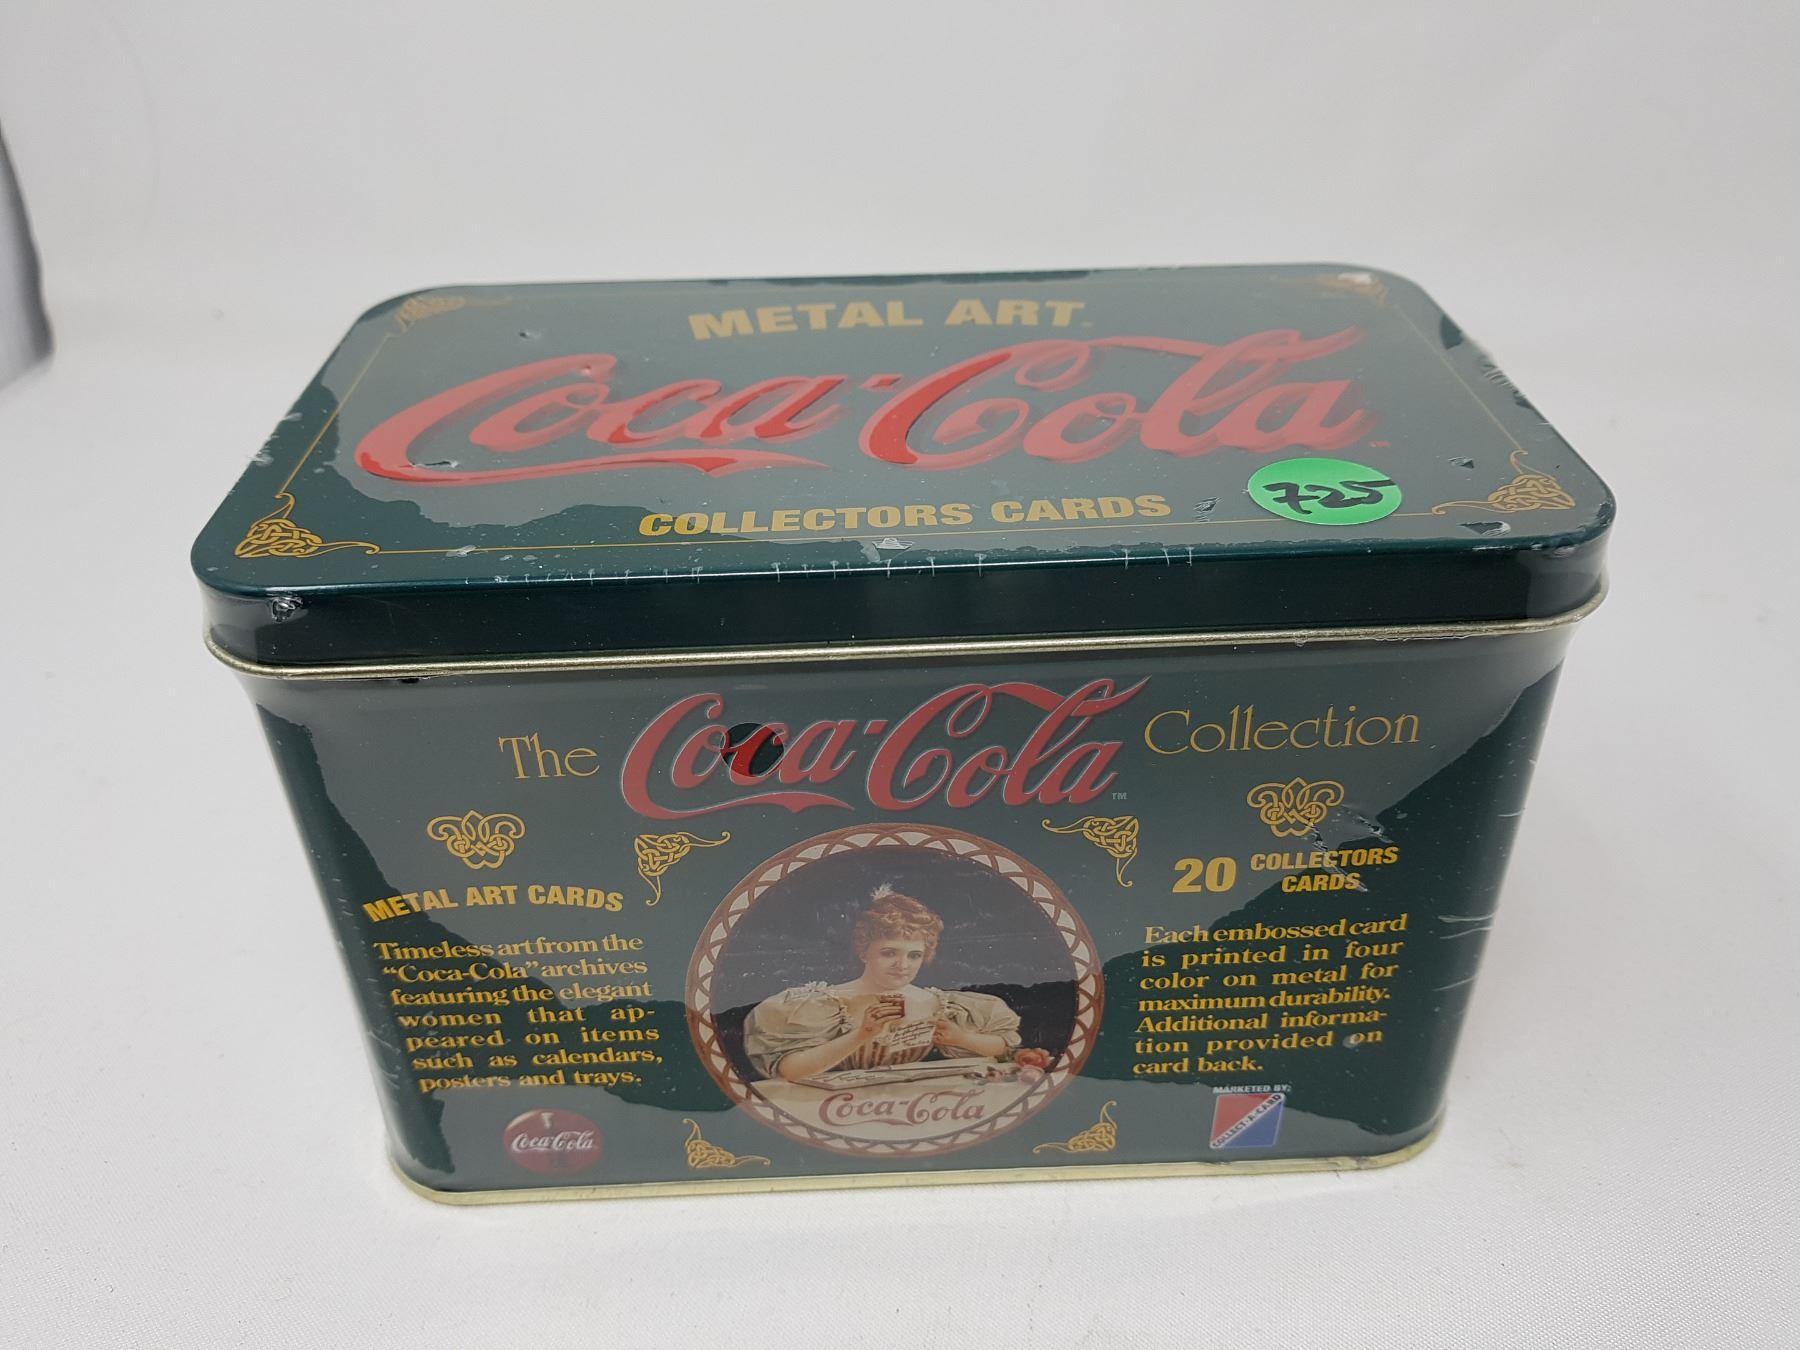 METAL ART
Coca-Cola™
COLLECTORS CARDS
725
The Coca-Cola™ Collection
METAL ART CARDS
Timeless art from the
"Coca-Cola" archives
featuring the elegant
women that ap-
peared on items
such as calendars,
posters and trays.
Coca-Cola
Coca-Cola
20 COLLECTORS
CARDS
Each embossed card
is printed in four
color on metal for
maximum durability.
Additional informa-
tion provided on
card back.
MARKETED BY:
COLLECT-A-CARD